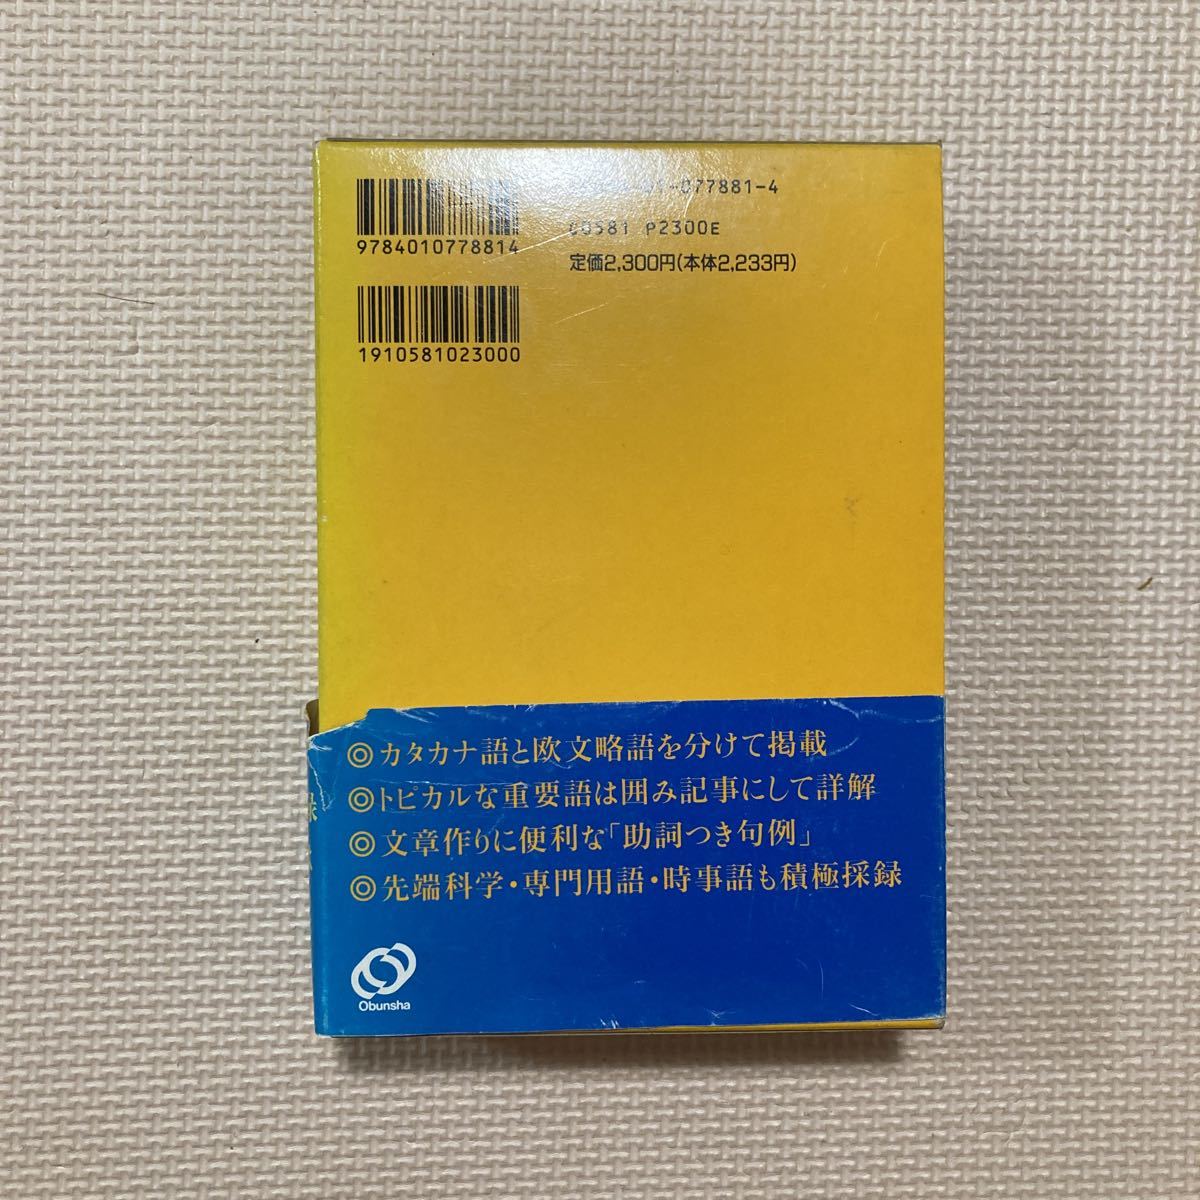 077881-4
9784010778814
C0581 P2300E
定価2,300円(本体2,233円)
1910581023000
◎カタカナ語と欧文略語を分けて掲載
◎トピカルな重要語は囲み記事にして詳解
◎文章作りに便利な「助詞つき句例」
◎先端科学・専門用語・時事語も積極採録
Obunsha